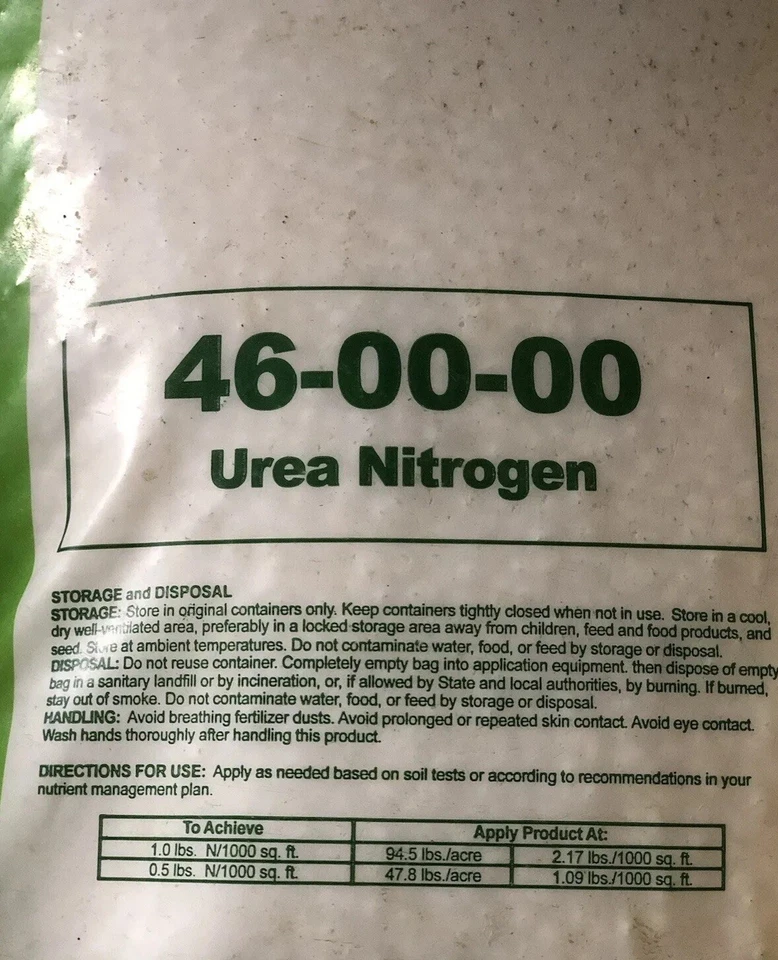 46-00-00
Urea Nitrogen
STORAGE and DISPOSAL
STORAGE: Store in original containers only. Keep containers tightly closed when not in use. Store in a cool,
dry well-ventilated area, preferably in a locked storage area away from children, feed and food products, and
seed. Store at ambient temperatures. Do not contaminate water, food, or feed by storage or disposal.
DISPOSAL: Do not reuse container. Completely empty bag into application equipment. then dispose of empty
bag in a sanitary landfill or by incineration, or, if allowed by State and local authorities, by burning. If burned,
stay out of smoke. Do not contaminate water, food, or feed by storage or disposal.
HANDLING: Avoid breathing fertilizer dusts. Avoid prolonged or repeated skin contact. Avoid eye contact.
Wash hands thoroughly after handling this product.
DIRECTIONS FOR USE: Apply as needed based on soil tests or according to recommendations in your
nutrient management plan.
To Achieve Apply Product At:
1.0 lbs. N/1000 sq. ft. 94.5 lbs./acre 2.17 lbs./1000 sq. ft.
0.5 lbs. N/1000 sq. ft. 47.8 lbs./acre 1.09 lbs./1000 sq. ft.